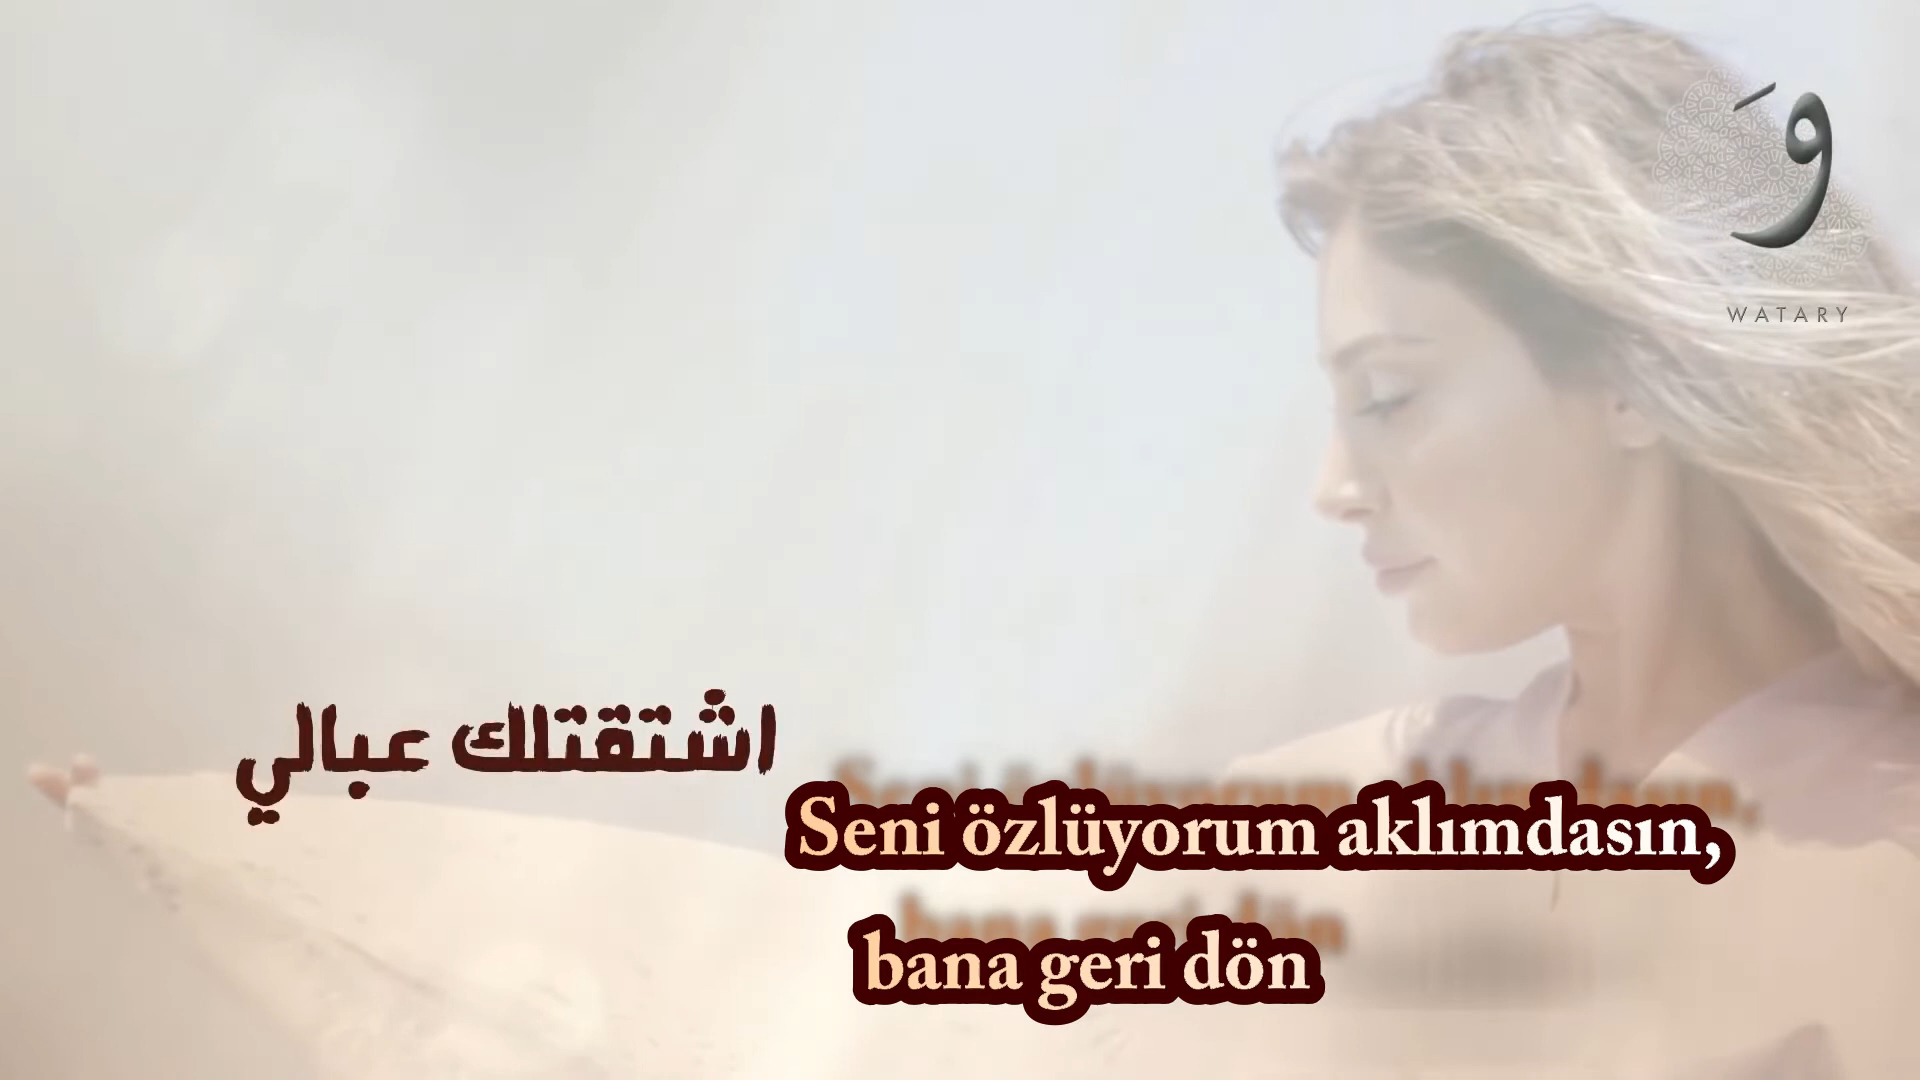 وَ
WATARY
اشتقتلك عبالي
Seni özlüyorum aklımdasın,
bana geri dön